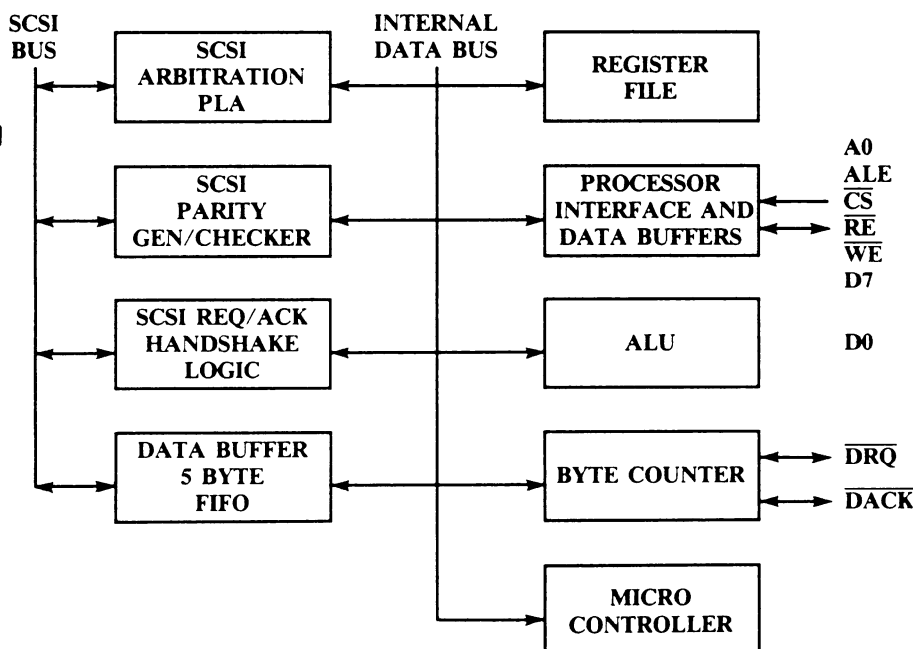 SCSI
BUS
INTERNAL
DATA BUS
SCSI
ARBITRATION
PLA
REGISTER
FILE
SCSI
PARITY
GEN/CHECKER
PROCESSOR
INTERFACE AND
DATA BUFFERS
A0
ALE
CS
RE
WE
D7
SCSI REQ/ACK
HANDSHAKE
LOGIC
ALU
D0
DATA BUFFER
5 BYTE
FIFO
BYTE COUNTER
DRQ
DACK
MICRO
CONTROLLER